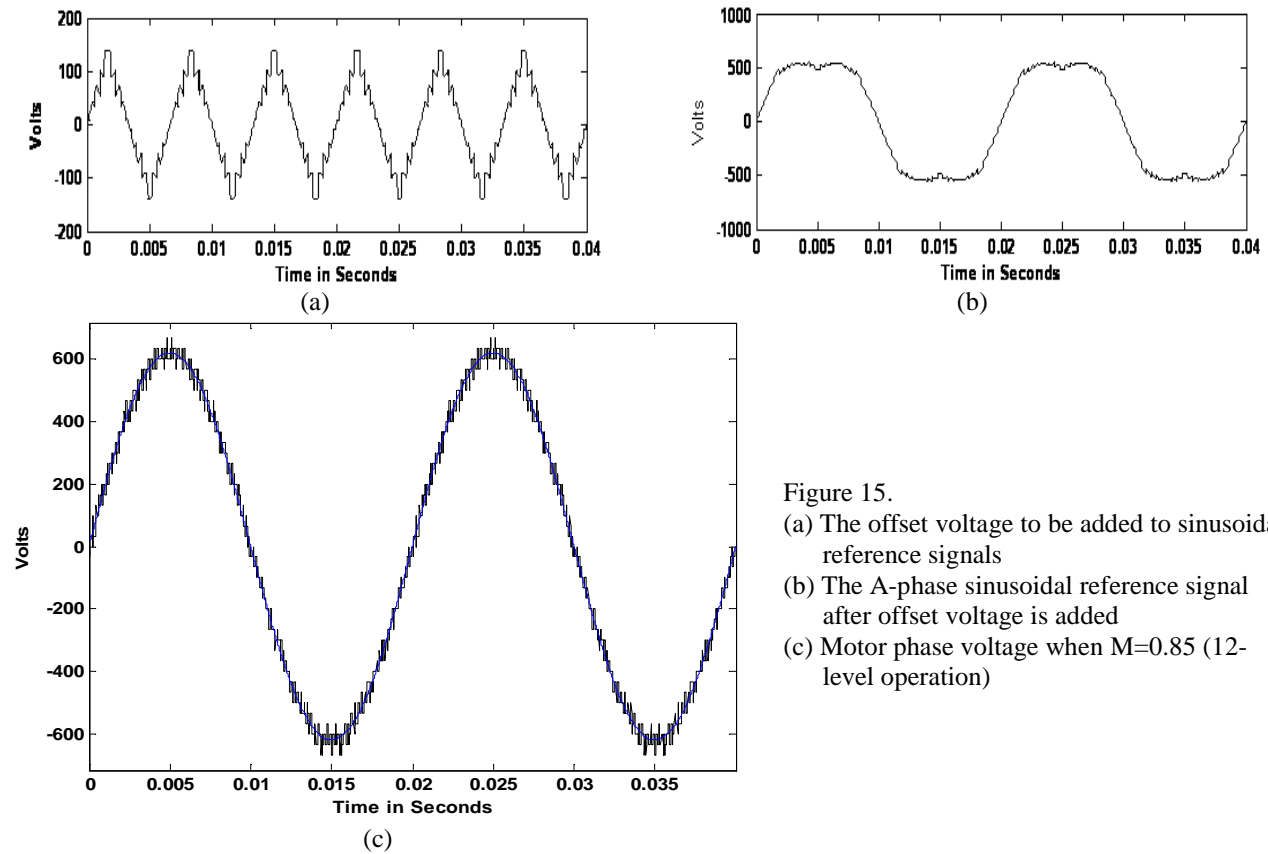 200
100
0
-100
-200
Volts
0 0.005 0.01 0.015 0.02 0.025 0.03 0.035 0.04
Time in Seconds
(a)
1000
500
0
-500
-1000
Volts
0 0.005 0.01 0.015 0.02 0.025 0.03 0.035 0.04
Time in Seconds
(b)
600
400
200
0
-200
-400
-600
Volts
0 0.005 0.01 0.015 0.02 0.025 0.03 0.035
Time in Seconds
(c)
Figure 15.
(a) The offset voltage to be added to sinusoida
reference signals
(b) The A-phase sinusoidal reference signal
after offset voltage is added
(c) Motor phase voltage when M=0.85 (12-
level operation)